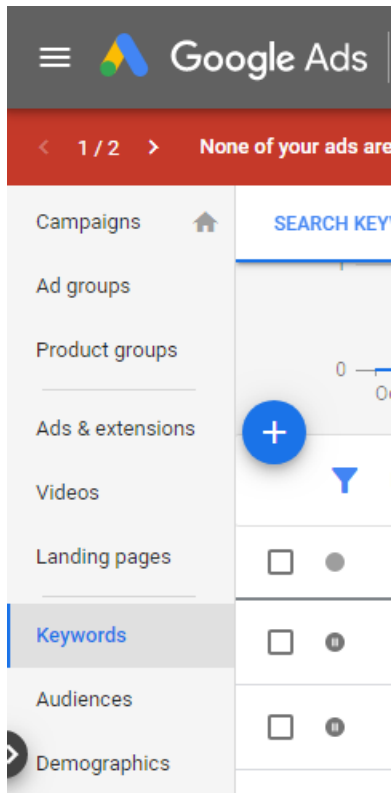 Google Ads
1 / 2 None of your ads are
Campaigns
SEARCH
Ad groups
Product groups
0
Ads & extensions
Videos
Landing pages
Keywords
Audiences
Demographics